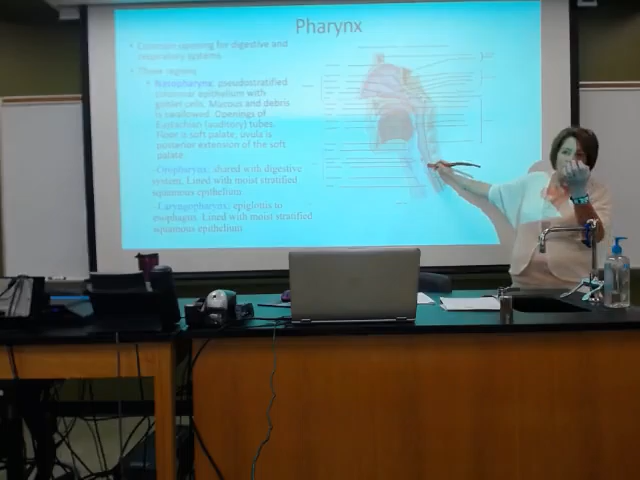 Pharynx
• Common opening for digestive and
respiratory systems.
• Three regions
• Nasopharynx: pseudostratified
columnar epithelium with
goblet cells. Mucous and debris
is swallowed. Openings of
Eustachian (auditory) tubes.
Floor is soft palate; uvula is
posterior extension of the soft
palate.
-Oropharynx: shared with digestive
system. Lined with moist stratified
squamous epithelium.
-Laryngopharynx: epiglottis to
esophagus. Lined with moist stratified
squamous epithelium